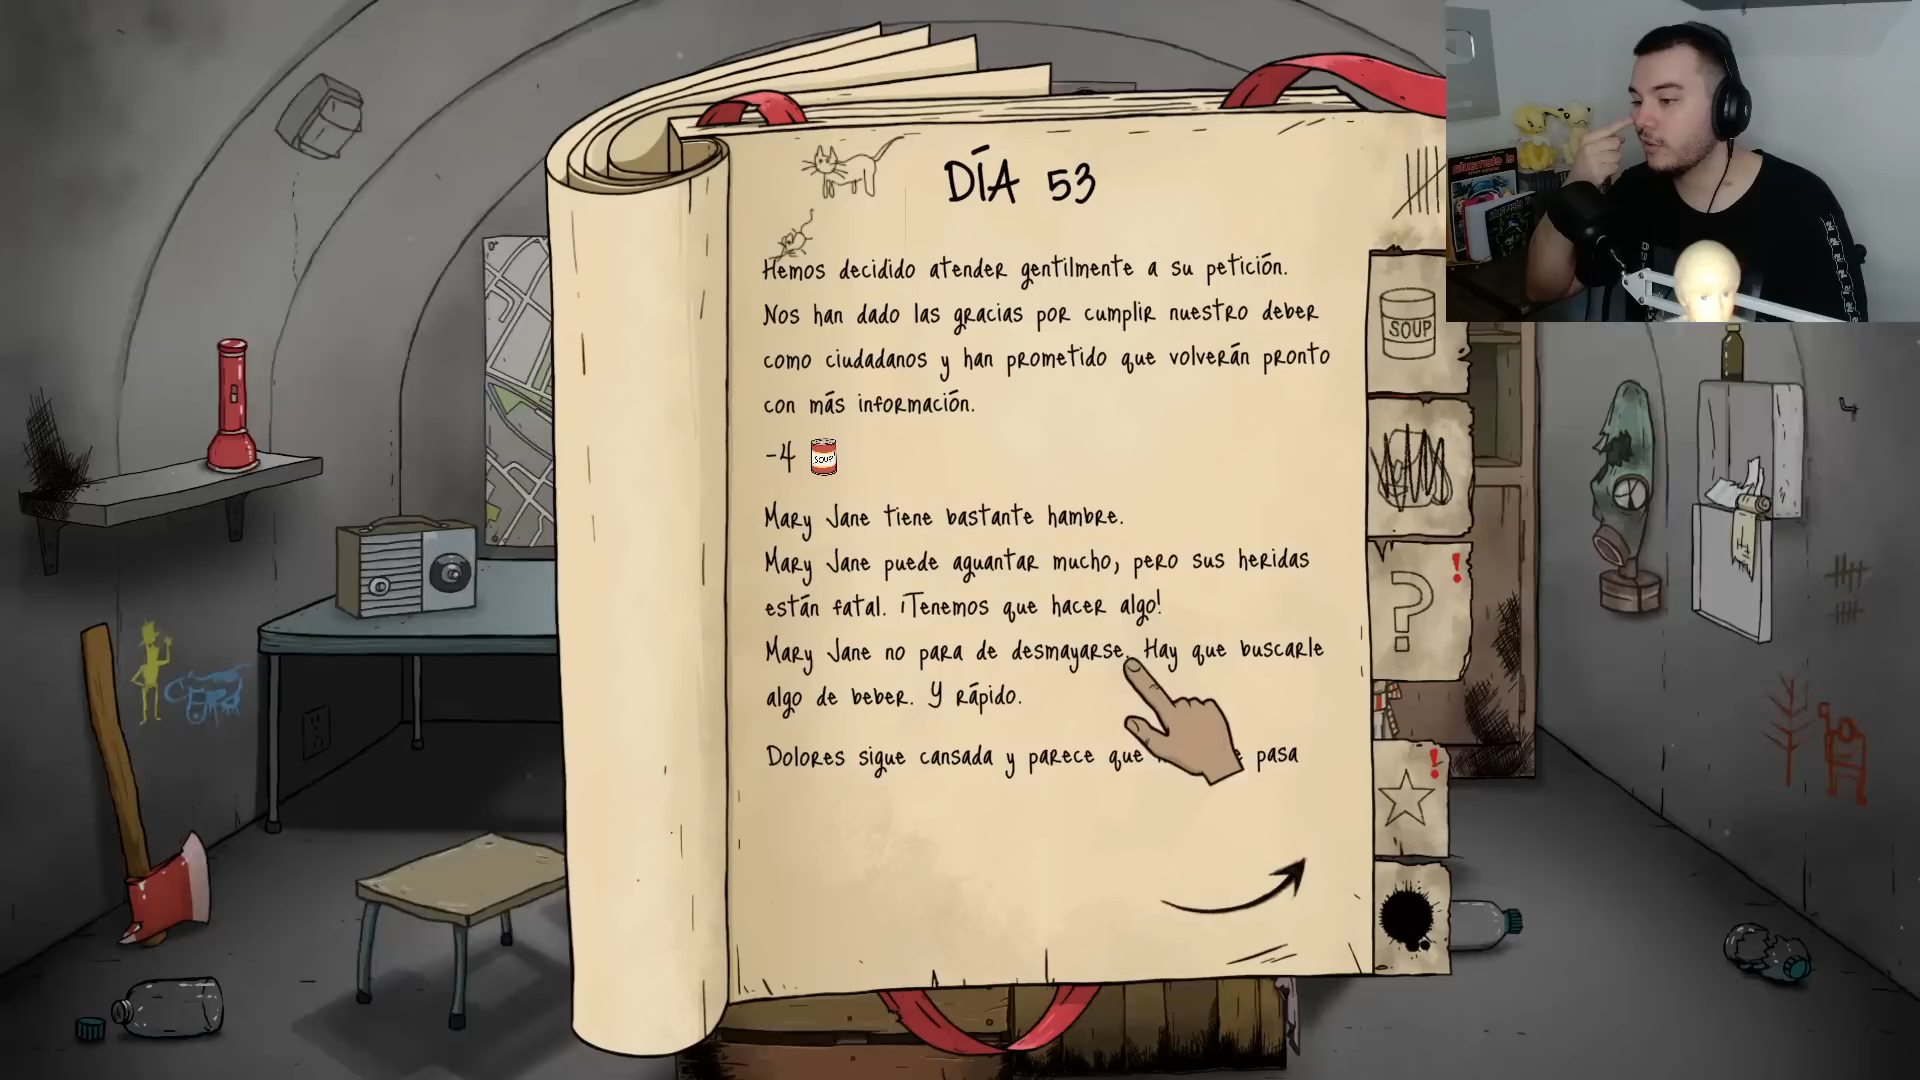 DÍA 53
Hemos decidido atender gentilmente a su petición.
Nos han dado las gracias por cumplir nuestro deber
como ciudadanos y han prometido que volverán pronto
con más información.
-4 SOUP
Mary Jane tiene bastante hambre.
Mary Jane puede aguantar mucho, pero sus heridas
están fatal. ¡Tenemos que hacer algo!
Mary Jane no para de desmayarse. Hay que buscarle
algo de beber. Y rápido.
Dolores sigue cansada y parece que pasa
SOUP
?
!
!